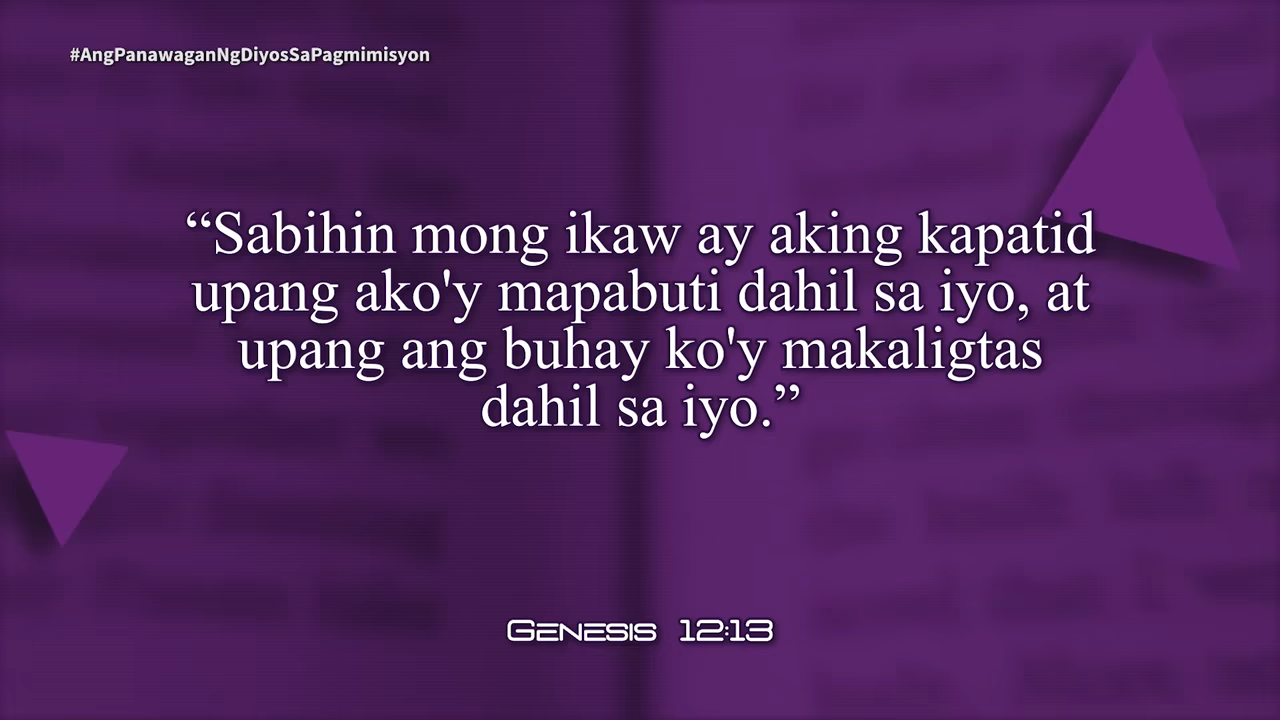 #AngPanawaganNgDiyosSaPagmimisyon
“Sabihin mong ikaw ay aking kapatid
upang ako'y mapabuti dahil sa iyo, at
upang ang buhay ko'y makaligtas
dahil sa iyo.”
Genesis 12:13